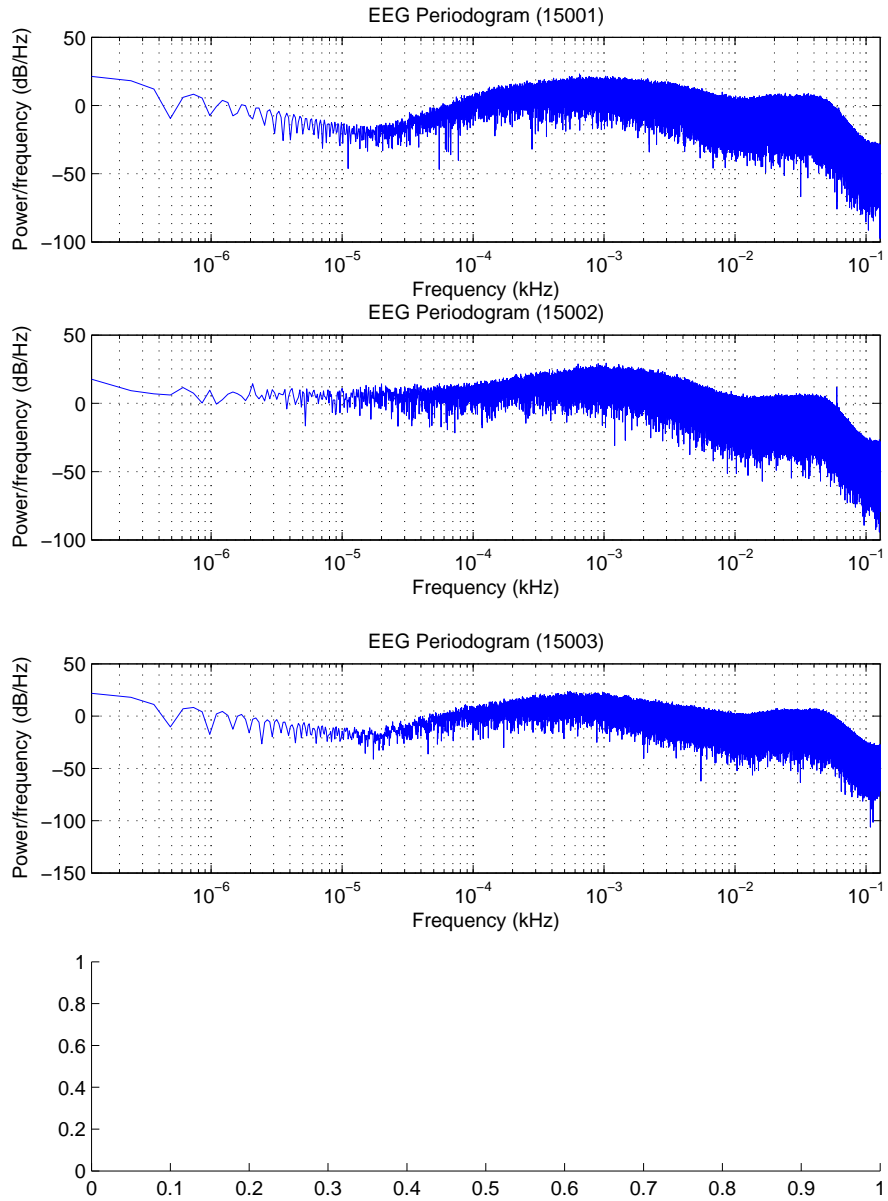 EEG Periodogram (15001)
Power/frequency (dB/Hz)
50
0
−50
−100
10⁻⁶ 10⁻⁵ 10⁻⁴ 10⁻³ 10⁻² 10⁻¹
Frequency (kHz)
EEG Periodogram (15002)
Power/frequency (dB/Hz)
50
0
−50
−100
10⁻⁶ 10⁻⁵ 10⁻⁴ 10⁻³ 10⁻² 10⁻¹
Frequency (kHz)
EEG Periodogram (15003)
Power/frequency (dB/Hz)
50
0
−50
−100
−150
10⁻⁶ 10⁻⁵ 10⁻⁴ 10⁻³ 10⁻² 10⁻¹
Frequency (kHz)
1
0.8
0.6
0.4
0.2
0
0 0.1 0.2 0.3 0.4 0.5 0.6 0.7 0.8 0.9 1